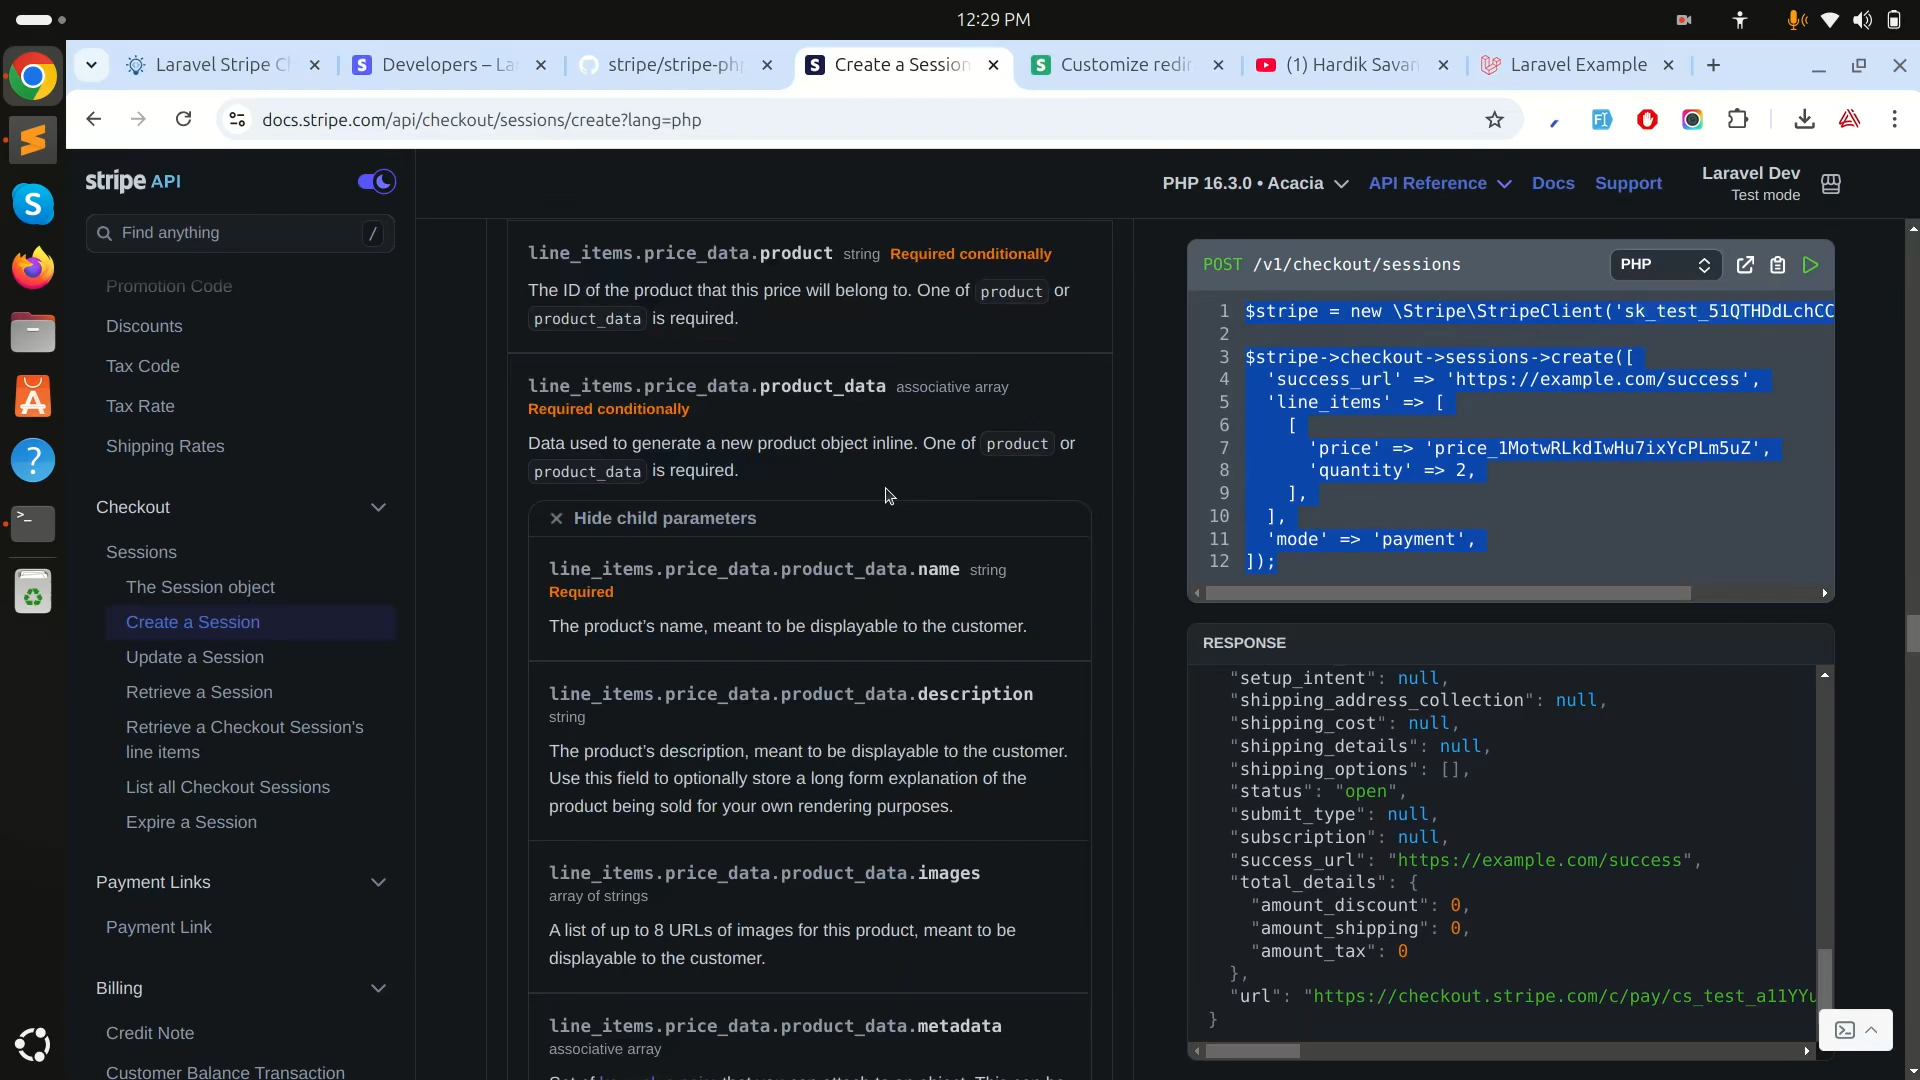 12:29 PM
Laravel Stripe C
Developers – La
stripe/stripe-php
Create a Session
Customize redir
(1) Hardik Savan
Laravel Example
docs.stripe.com/api/checkout/sessions/create?lang=php
stripe API
PHP 16.3.0 • Acacia
API Reference
Docs
Support
Laravel Dev
Test mode
Find anything
/
Promotion Code
Discounts
Tax Code
Tax Rate
Shipping Rates
Checkout
Sessions
The Session object
Create a Session
Update a Session
Retrieve a Session
Retrieve a Checkout Session's
line items
List all Checkout Sessions
Expire a Session
Payment Links
Payment Link
Billing
Credit Note
Customer Balance Transaction
line_items.price_data.product string Required conditionally
The ID of the product that this price will belong to. One of product or
product_data is required.
line_items.price_data.product_data associative array
Required conditionally
Data used to generate a new product object inline. One of product or
product_data is required.
Hide child parameters
line_items.price_data.product_data.name string
Required
The product's name, meant to be displayable to the customer.
line_items.price_data.product_data.description
string
The product's description, meant to be displayable to the customer.
Use this field to optionally store a long form explanation of the
product being sold for your own rendering purposes.
line_items.price_data.product_data.images
array of strings
A list of up to 8 URLs of images for this product, meant to be
displayable to the customer.
line_items.price_data.product_data.metadata
associative array
POST /v1/checkout/sessions
PHP
1 $stripe = new \Stripe\StripeClient('sk_test_51QTHDdLchCC
2
3 $stripe->checkout->sessions->create([
4 'success_url' => 'https://example.com/success',
5 'line_items' => [
6 [
7 'price' => 'price_1MotwRLkdIwHu7ixYcPLm5uZ',
8 'quantity' => 2,
9 ],
10 ],
11 'mode' => 'payment',
12 ]);
RESPONSE
"setup_intent": null,
"shipping_address_collection": null,
"shipping_cost": null,
"shipping_details": null,
"shipping_options": [],
"status": "open",
"submit_type": null,
"subscription": null,
"success_url": "https://example.com/success",
"total_details": {
"amount_discount": 0,
"amount_shipping": 0,
"amount_tax": 0
},
"url": "https://checkout.stripe.com/c/pay/cs_test_a11YYu
}